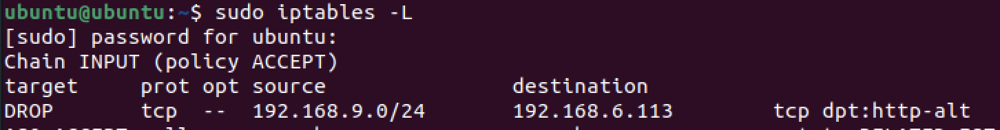 ubuntu@ubuntu:~$ sudo iptables -L
[sudo] password for ubuntu:
Chain INPUT (policy ACCEPT)
target     prot opt source               destination
DROP       tcp  --  192.168.9.0/24       192.168.6.113        tcp dpt:http-alt